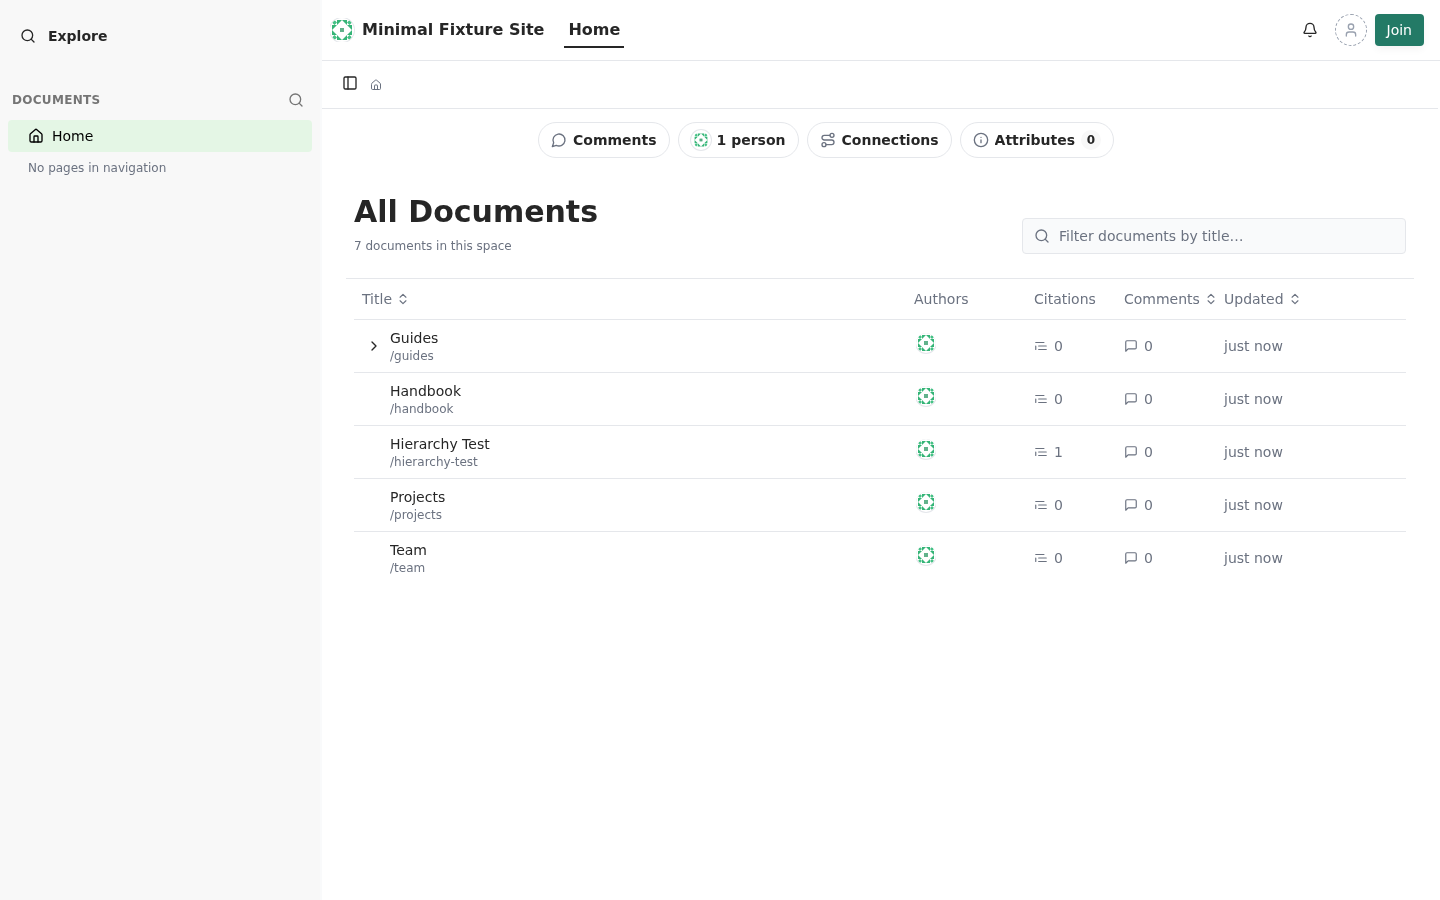 Explore
DOCUMENTS
Home
No pages in navigation
Minimal Fixture Site
Home
Join
Comments
1 person
Connections
Attributes 0
All Documents
7 documents in this space
Filter documents by title...
Title Authors Citations Comments Updated
Guides
/guides
0 0 just now
Handbook
/handbook
0 0 just now
Hierarchy Test
/hierarchy-test
1 0 just now
Projects
/projects
0 0 just now
Team
/team
0 0 just now